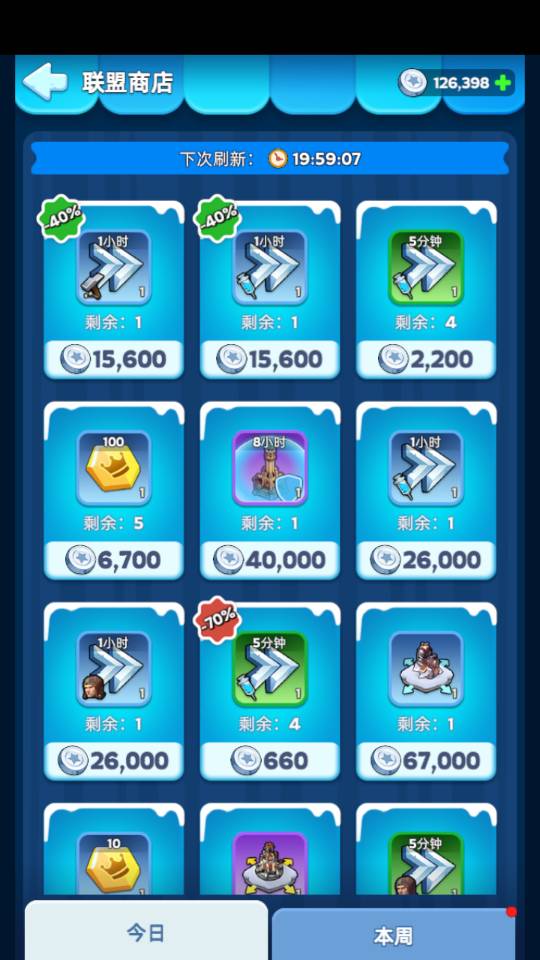 联盟商店
126,398
下次刷新： 19:59:07
-40%
1小时
1
剩余：1
15,600
-40%
1小时
1
剩余：1
15,600
5分钟
1
剩余：4
2,200
100
1
剩余：5
6,700
8小时
1
剩余：1
40,000
1小时
1
剩余：1
26,000
1小时
1
剩余：1
26,000
-70%
5分钟
1
剩余：4
660
1
剩余：1
67,000
10
5分钟
今日
本周